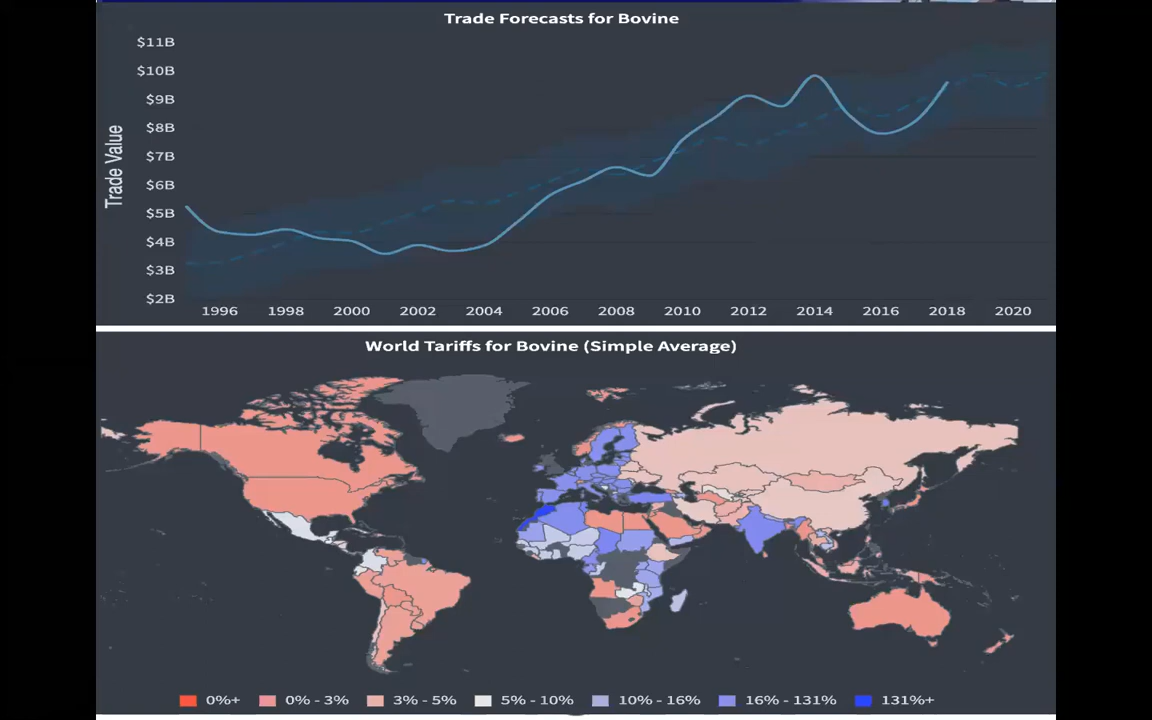 Trade Forecasts for Bovine
$11B
$10B
$9B
$8B
$7B
$6B
$5B
$4B
$3B
$2B
Trade Value
1996 1998 2000 2002 2004 2006 2008 2010 2012 2014 2016 2018 2020
World Tariffs for Bovine (Simple Average)
0%+ 0% - 3% 3% - 5% 5% - 10% 10% - 16% 16% - 131% 131%+